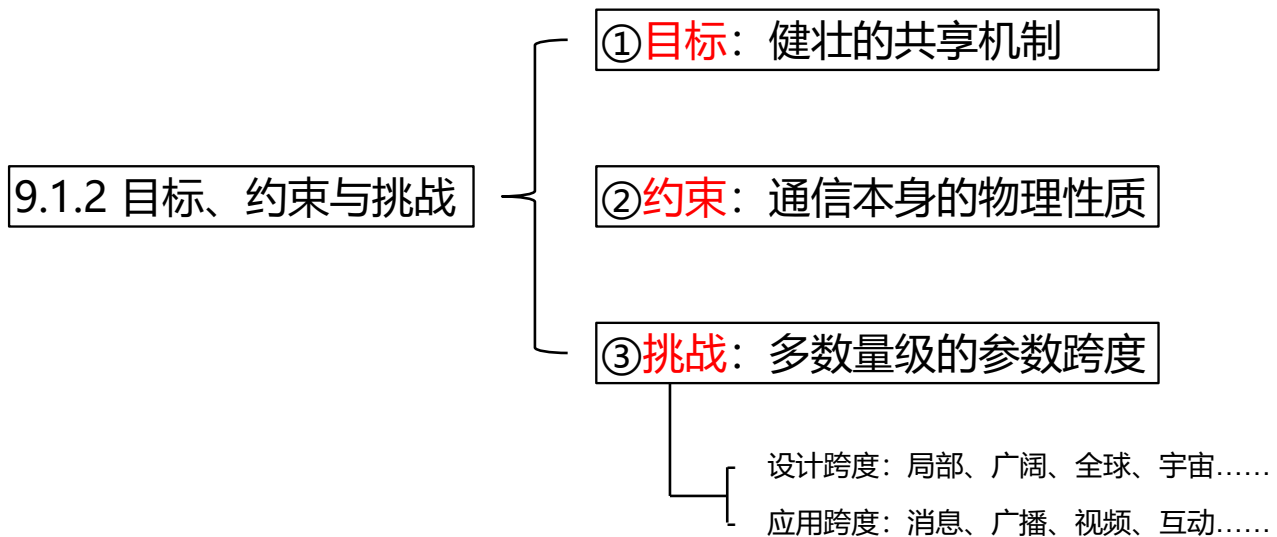 ①目标：健壮的共享机制
9.1.2 目标、约束与挑战
②约束：通信本身的物理性质
③挑战：多数量级的参数跨度
设计跨度：局部、广阔、全球、宇宙……
应用跨度：消息、广播、视频、互动……